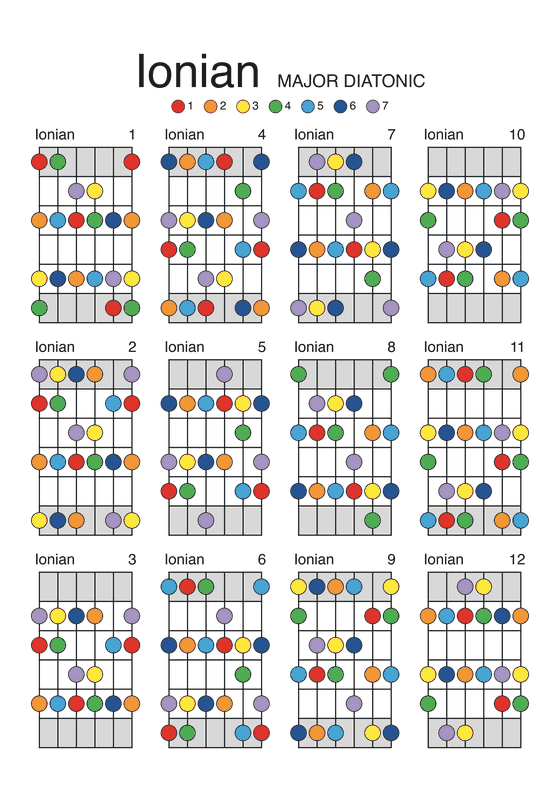 Ionian MAJOR DIATONIC
1 2 3 4 5 6 7
Ionian 1 Ionian 4 Ionian 7 Ionian 10
Ionian 2 Ionian 5 Ionian 8 Ionian 11
Ionian 3 Ionian 6 Ionian 9 Ionian 12